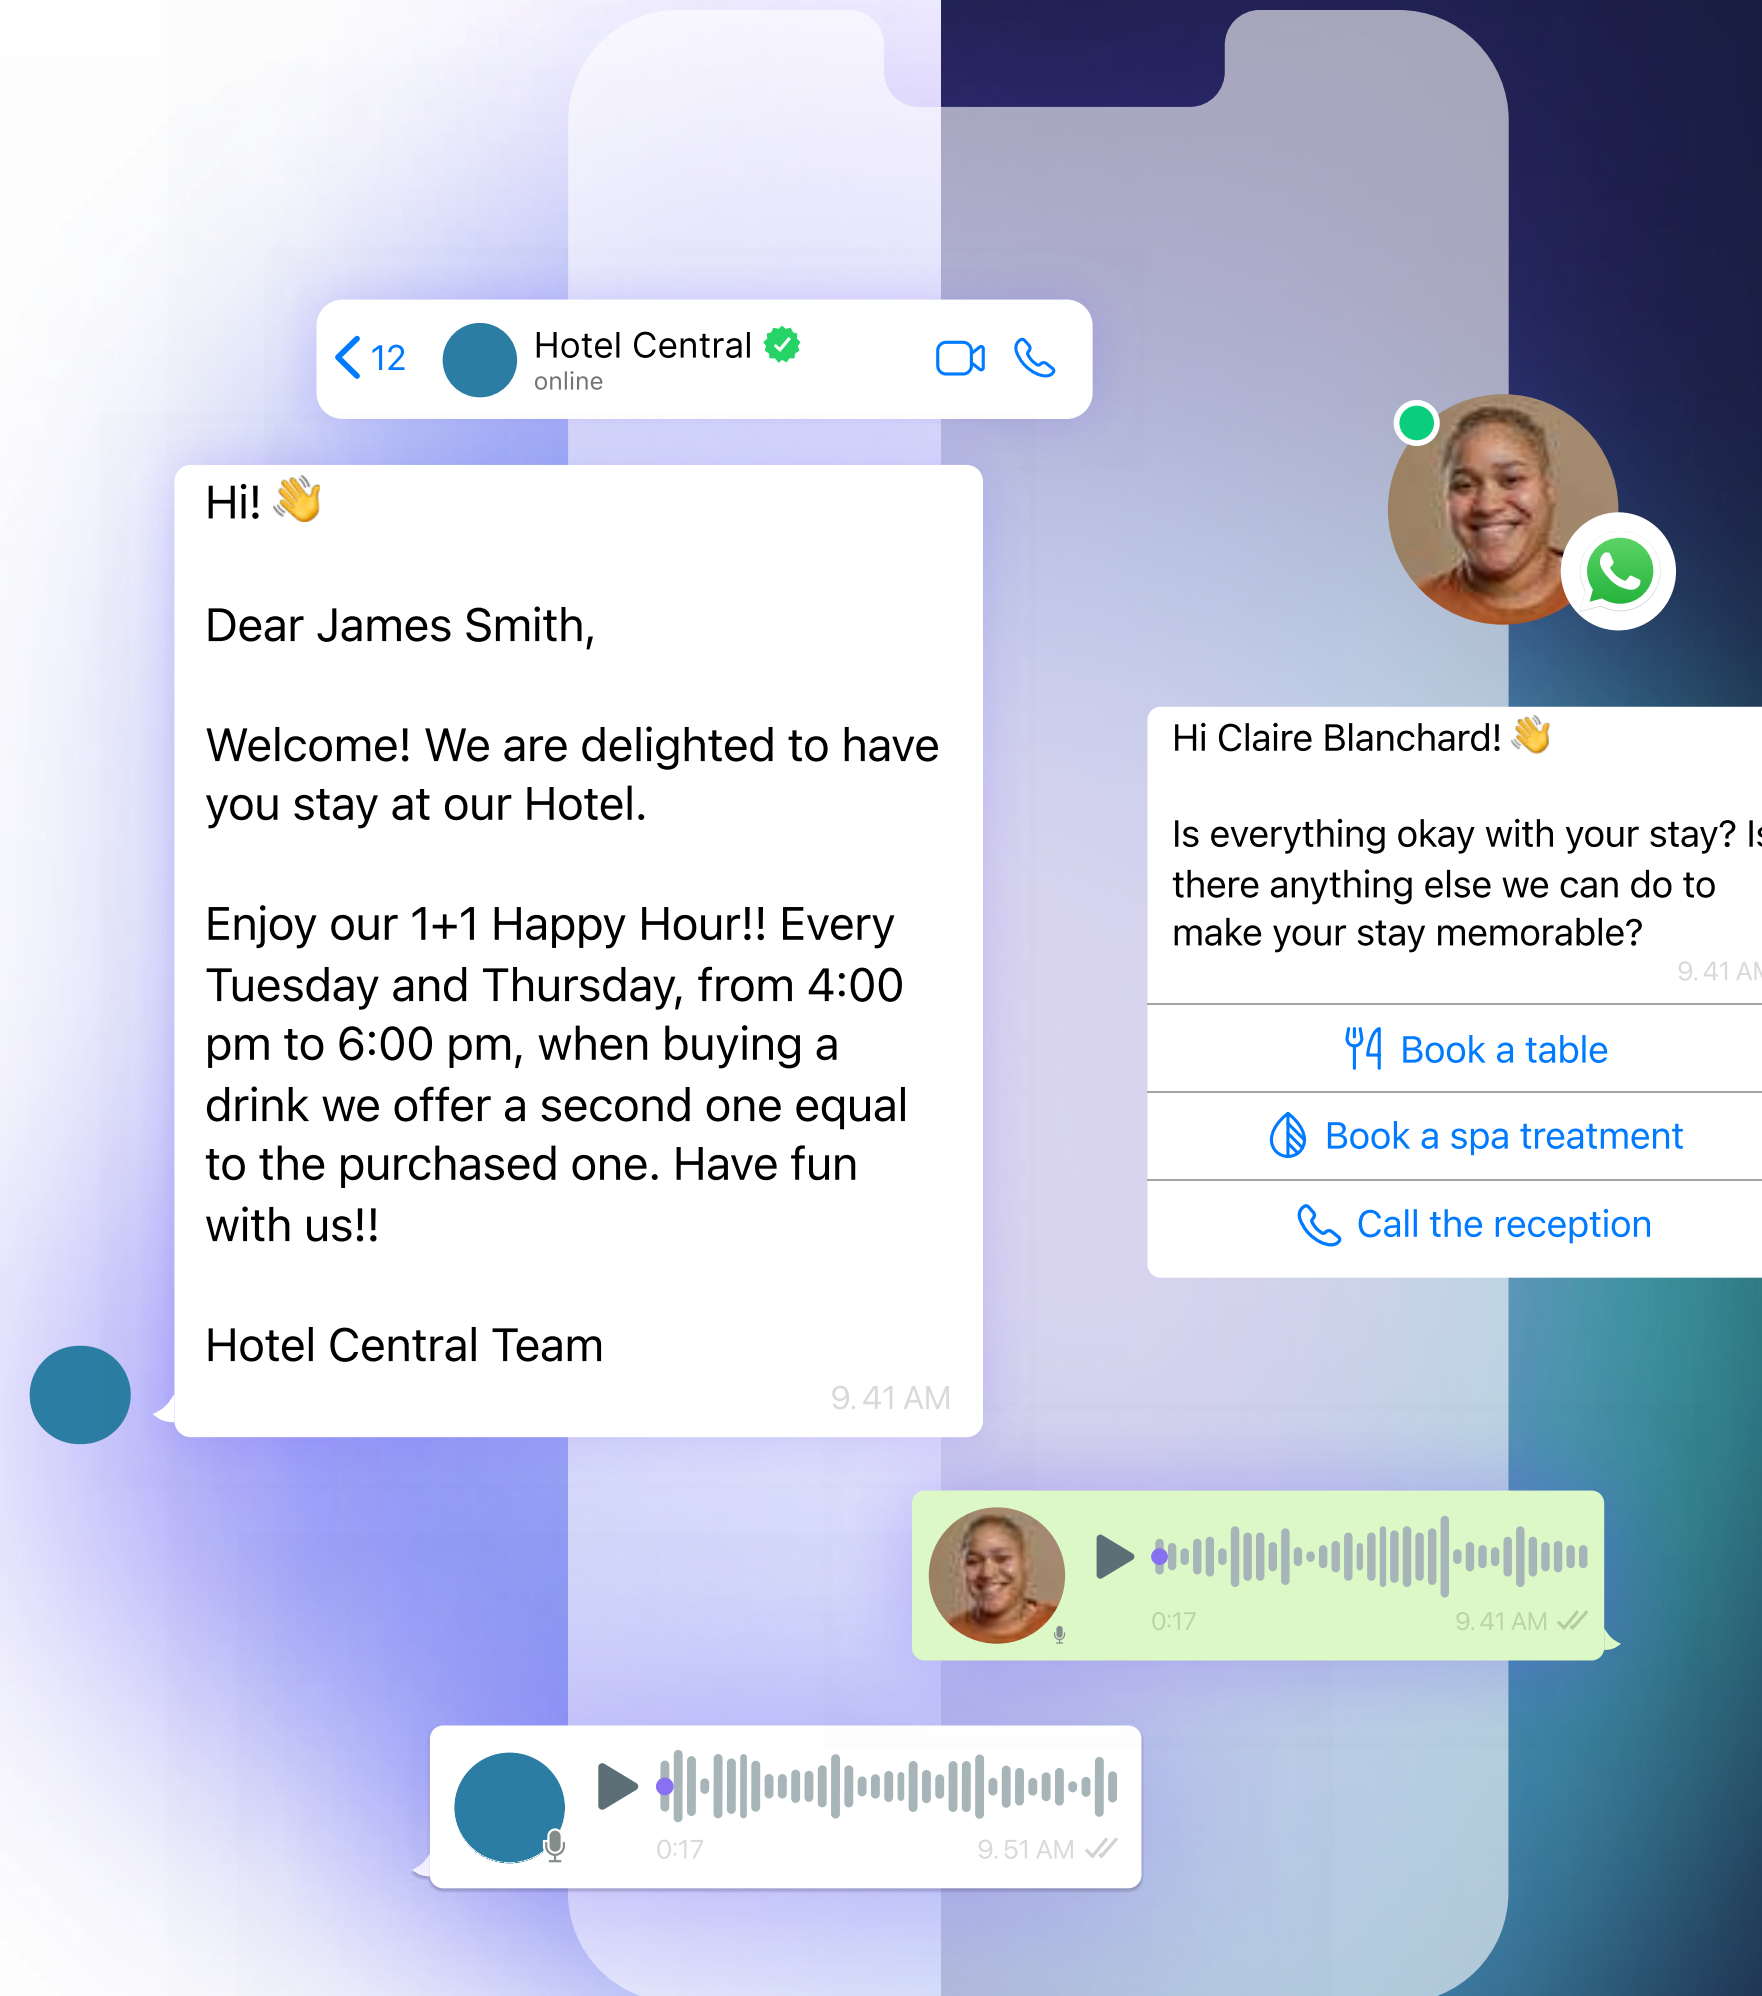 12
Hotel Central
online
Hi! 👋
Dear James Smith,
Welcome! We are delighted to have
you stay at our Hotel.
Enjoy our 1+1 Happy Hour!! Every
Tuesday and Thursday, from 4:00
pm to 6:00 pm, when buying a
drink we offer a second one equal
to the purchased one. Have fun
with us!!
Hotel Central Team
9.41 AM
Hi Claire Blanchard! 👋
Is everything okay with your stay? Is
there anything else we can do to
make your stay memorable?
9.41 AM
Book a table
Book a spa treatment
Call the reception
0:17
9.41 AM
0:17
9.51 AM